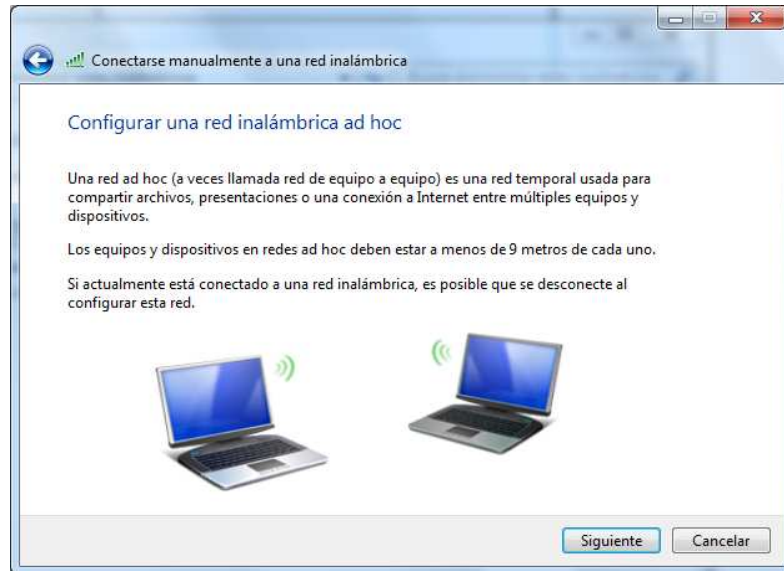 Conectarse manualmente a una red inalámbrica
Configurar una red inalámbrica ad hoc
Una red ad hoc (a veces llamada red de equipo a equipo) es una red temporal usada para
compartir archivos, presentaciones o una conexión a Internet entre múltiples equipos y
dispositivos.
Los equipos y dispositivos en redes ad hoc deben estar a menos de 9 metros de cada uno.
Si actualmente está conectado a una red inalámbrica, es posible que se desconecte al
configurar esta red.
Siguiente
Cancelar